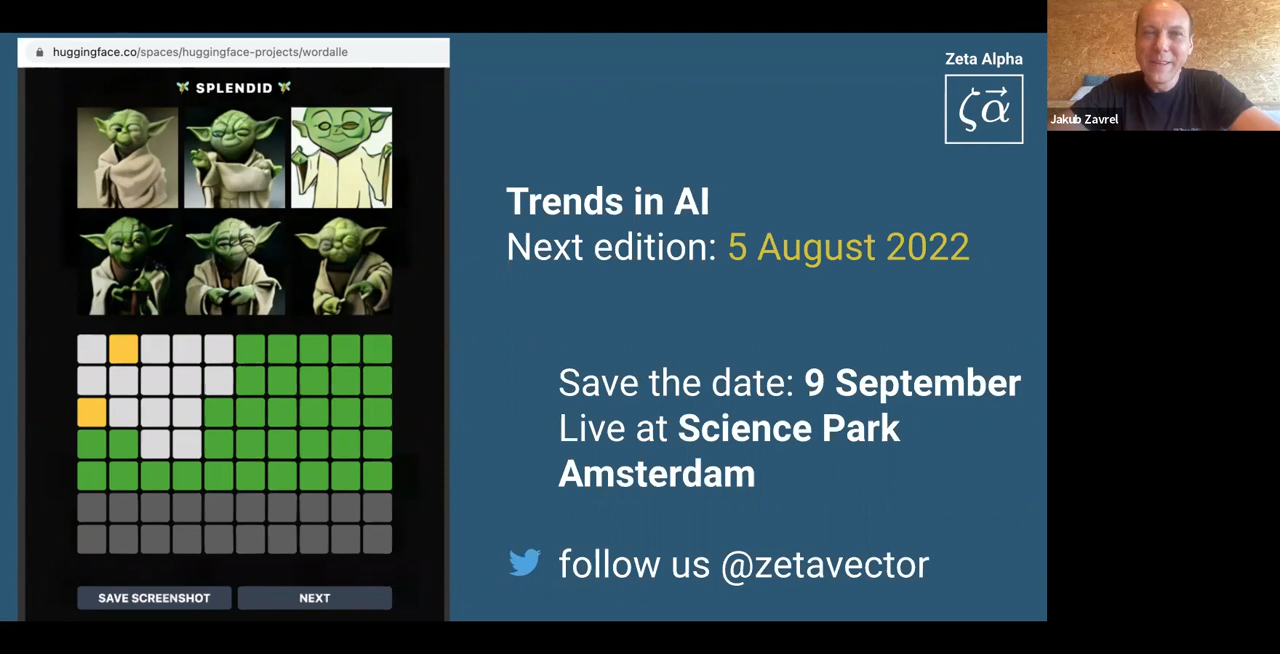 huggingface.co/spaces/huggingface-projects/wordalle
SPLENDID
SAVE SCREENSHOT
NEXT
Zeta Alpha
ζα
Trends in AI
Next edition: 5 August 2022
Save the date: 9 September
Live at Science Park
Amsterdam
follow us @zetavector
Jakub Zavrel